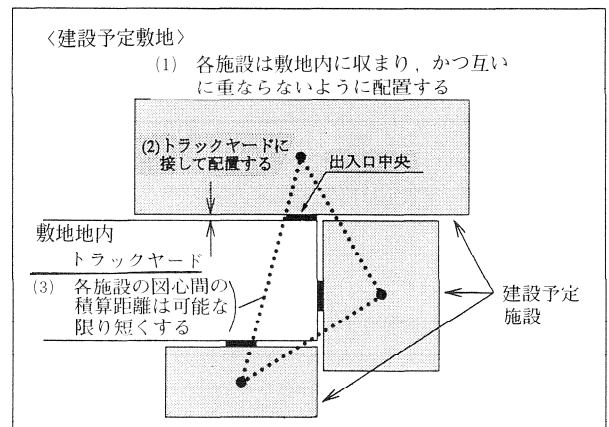 〈建設予定敷地〉
(1) 各施設は敷地内に収まり，かつ互い
に重ならないように配置する
(2)トラックヤードに
接して配置する
出入口中央
敷地地内
トラックヤード
(3) 各施設の図心間の
積算距離は可能な
限り短くする
建設予定
施設